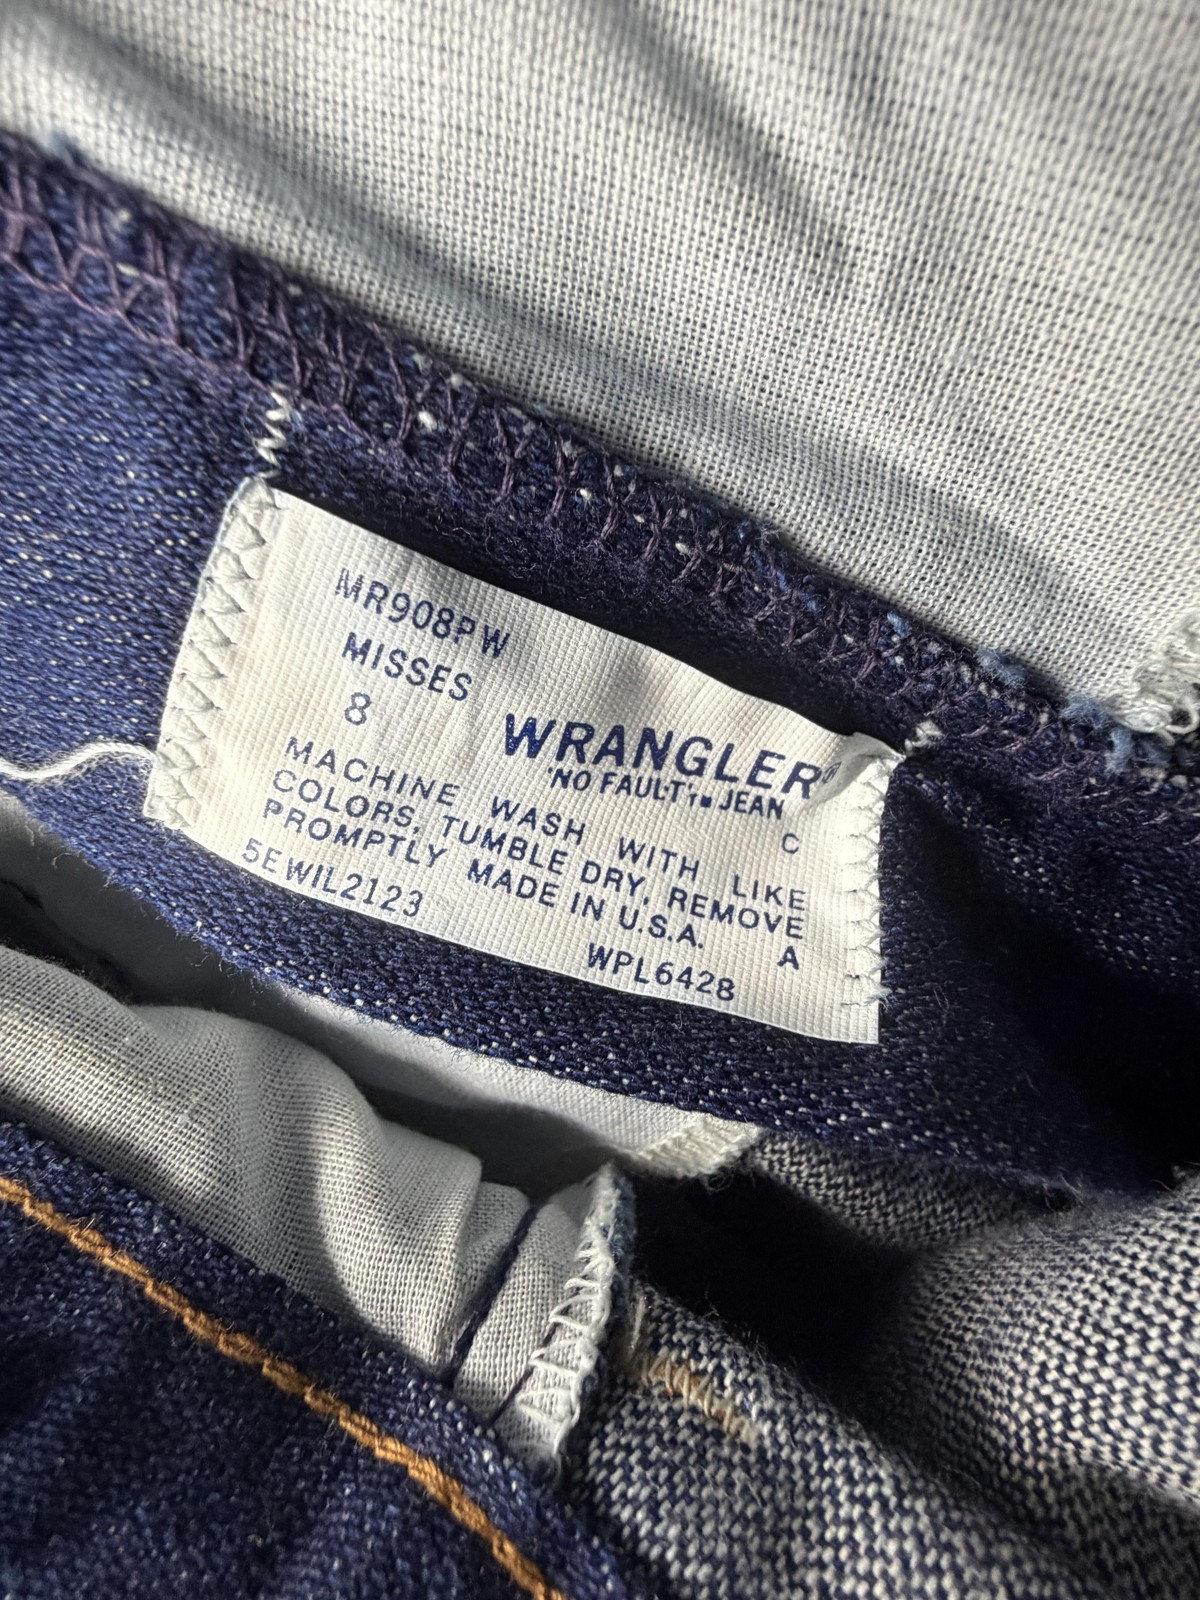 MR908PW
MISSES
8
WRANGLER®
'NO FAULT'™ JEAN
C
MACHINE WASH WITH LIKE
COLORS, TUMBLE DRY, REMOVE
PROMPTLY MADE IN U.S.A. A
5EWIL2123
WPL6428